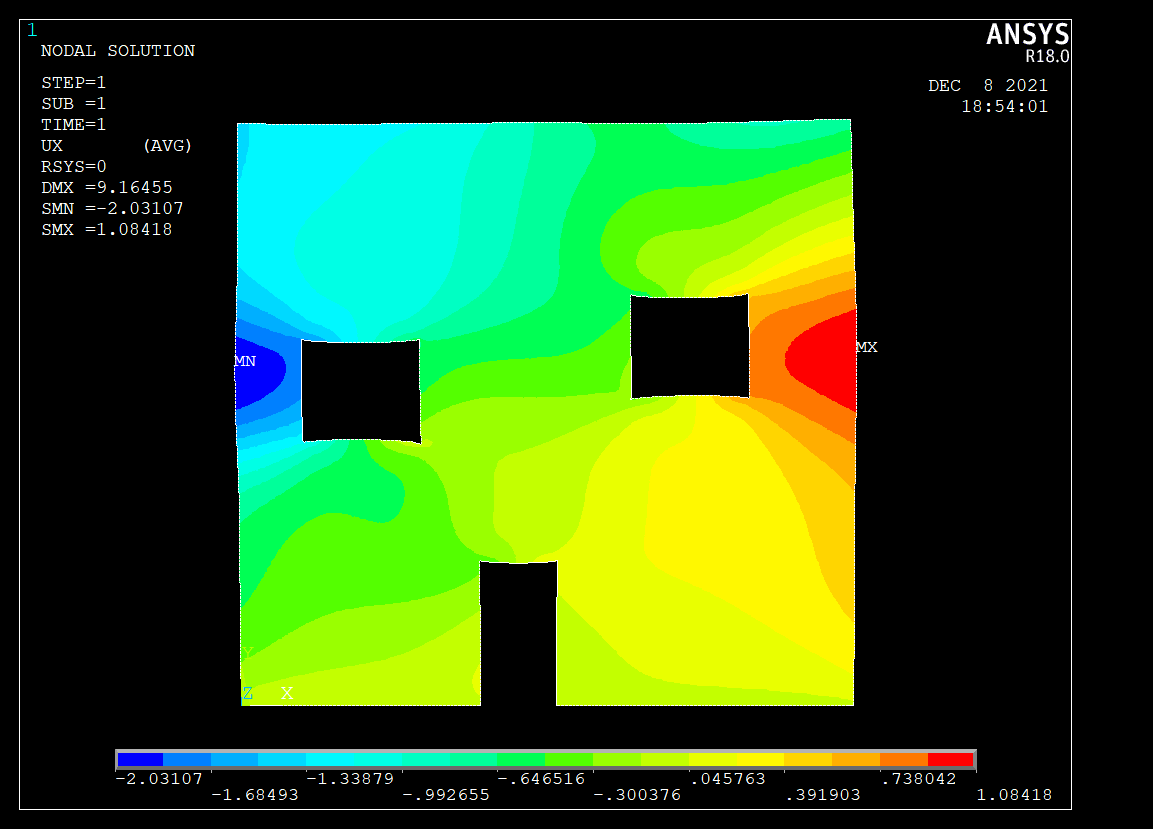 1
ANSYS
R18.0
NODAL SOLUTION
DEC 8 2021
18:54:01
STEP=1
SUB =1
TIME=1
UX (AVG)
RSYS=0
DMX =9.16455
SMN =-2.03107
SMX =1.08418
MN
MX
Y
Z X
-2.03107 -1.33879 -.646516 .045763 .738042
-1.68493 -.992655 -.300376 .391903 1.08418